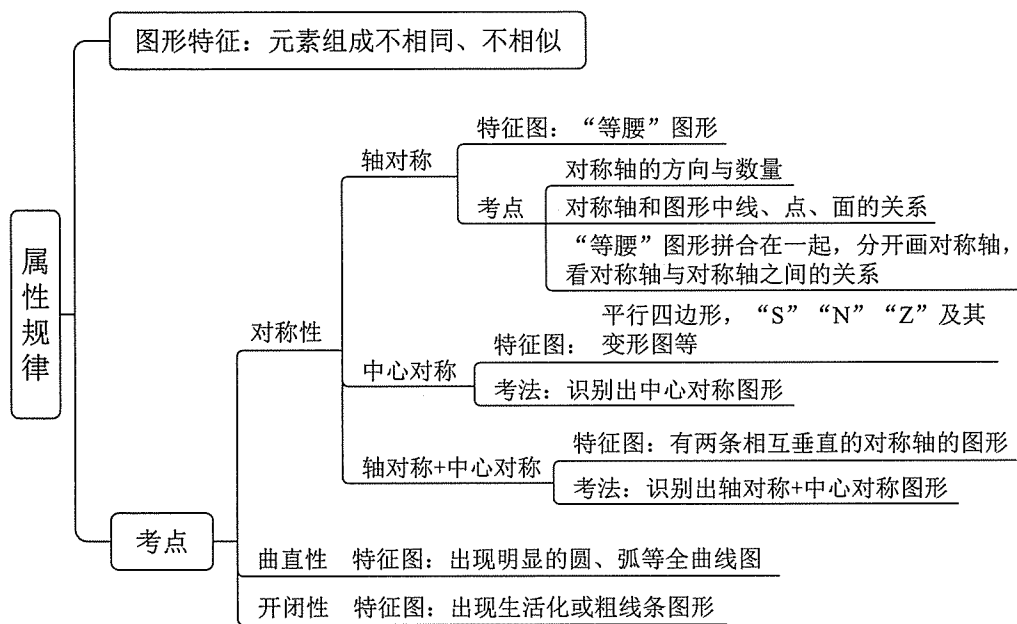 属性规律
图形特征：元素组成不相同、不相似
考点
对称性
轴对称
特征图：“等腰”图形
考点
对称轴的方向与数量
对称轴和图形中线、点、面的关系
“等腰”图形拼合在一起，分开画对称轴，
看对称轴与对称轴之间的关系
中心对称
特征图：
平行四边形，“S”“N”“Z”及其
变形图等
考法：识别出中心对称图形
轴对称+中心对称
特征图：有两条相互垂直的对称轴的图形
考法：识别出轴对称+中心对称图形
曲直性 特征图：出现明显的圆、弧等全曲线图
开闭性 特征图：出现生活化或粗线条图形